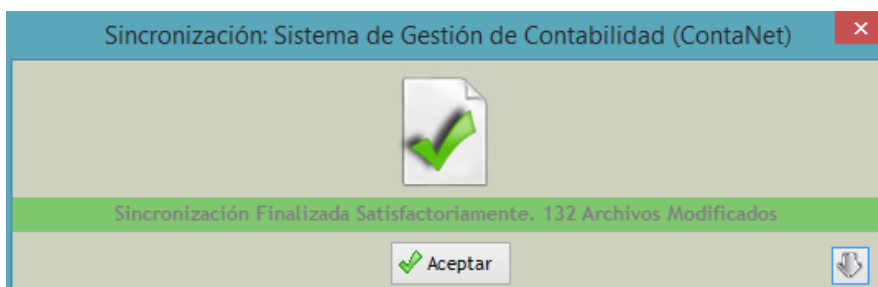 Sincronización: Sistema de Gestión de Contabilidad (ContaNet)
Sincronización Finalizada Satisfactoriamente. 132 Archivos Modificados
Aceptar